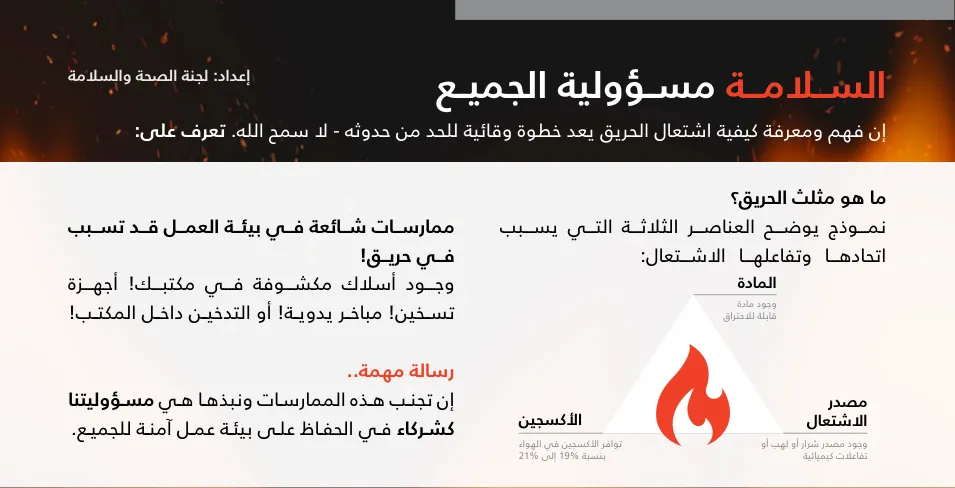 السلامة مسؤولية الجميع
إعداد: لجنة الصحة والسلامة
إن فهم ومعرفة كيفية اشتعال الحريق يعد خطوة وقائية للحد من حدوثه - لا سمح الله. تعرف على:
ما هو مثلث الحريق؟
نموذج يوضح العناصر الثلاثة التي يسبب
اتحادها وتفاعلها الاشتعال:
المادة
وجود مادة
قابلة للاحتراق
مصدر
الاشتعال
وجود مصدر شرار أو لهب أو
تفاعلات كيميائية
الأكسجين
توافر الأكسجين في الهواء
بنسبة 19% إلى 21%
ممارسات شائعة في بيئة العمل قد تسبب
في حريق!
وجود أسلاك مكشوفة في مكتبك! أجهزة
تسخين! مباخر يدوية! أو التدخين داخل المكتب!
رسالة مهمة..
إن تجنب هذه الممارسات ونبذها هي مسؤوليتنا
كشركاء في الحفاظ على بيئة عمل آمنة للجميع.